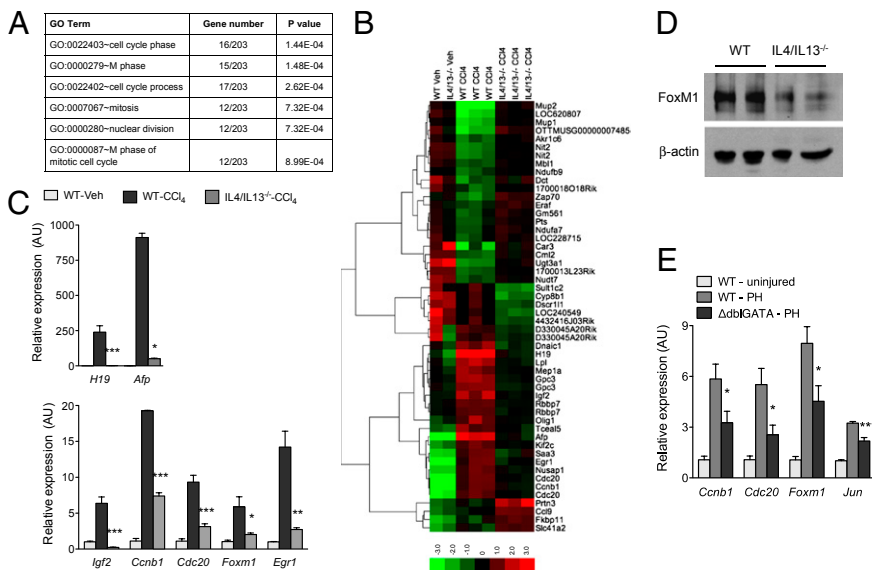 A
GO Term Gene number P value
GO:0022403~cell cycle phase 16/203 1.44E-04
GO:0000279~M phase 15/203 1.48E-04
GO:0022402~cell cycle process 17/203 2.62E-04
GO:0007067~mitosis 12/203 7.32E-04
GO:0000280~nuclear division 12/203 7.32E-04
GO:0000087~M phase of
mitotic cell cycle 12/203 8.99E-04
B
WT Veh
IL4/13-/- Veh
WT CCl4
WT CCl4
WT CCl4
IL4/13-/- CCl4
IL4/13-/- CCl4
IL4/13-/- CCl4
Mup2
LOC620807
Mup1
OTTMUSG00000007485
Akr1c6
Nit2
Nit2
Mbl1
Ndufb9
Dct
1700018O18Rik
Zap70
Eraf
Gm561
Pts
Ndufa7
LOC228715
Car3
Cml2
Ugt3a1
1700013L23Rik
Nudt7
Sult1c2
Cyp8b1
Dscr1l1
LOC240549
4432416J03Rik
D330045A20Rik
D330045A20Rik
Dnaic1
H19
Lpl
Mep1a
Gpc3
Gpc3
Igf2
Rbbp7
Rbbp7
Olig1
Tceal5
Afp
Kif2c
Saa3
Egr1
Nusap1
Cdc20
Ccnb1
Cdc20
Prtn3
Ccl9
Fkbp11
Slc41a2
-3.0 -2.0 -1.0 0 1.0 2.0 3.0
C
WT-Veh WT-CCl₄ IL4/IL13⁻/⁻-CCl₄
Relative expression (AU)
1000
750
500
250
0
***
*
H19 Afp
Relative expression (AU)
20
15
10
5
0
***
***
***
*
**
Igf2 Ccnb1 Cdc20 Foxm1 Egr1
D
WT IL4/IL13⁻/⁻
FoxM1
β-actin
E
WT - uninjured
WT - PH
ΔdblGATA - PH
Relative expression (AU)
9
6
3
0
*
*
*
**
Ccnb1 Cdc20 Foxm1 Jun